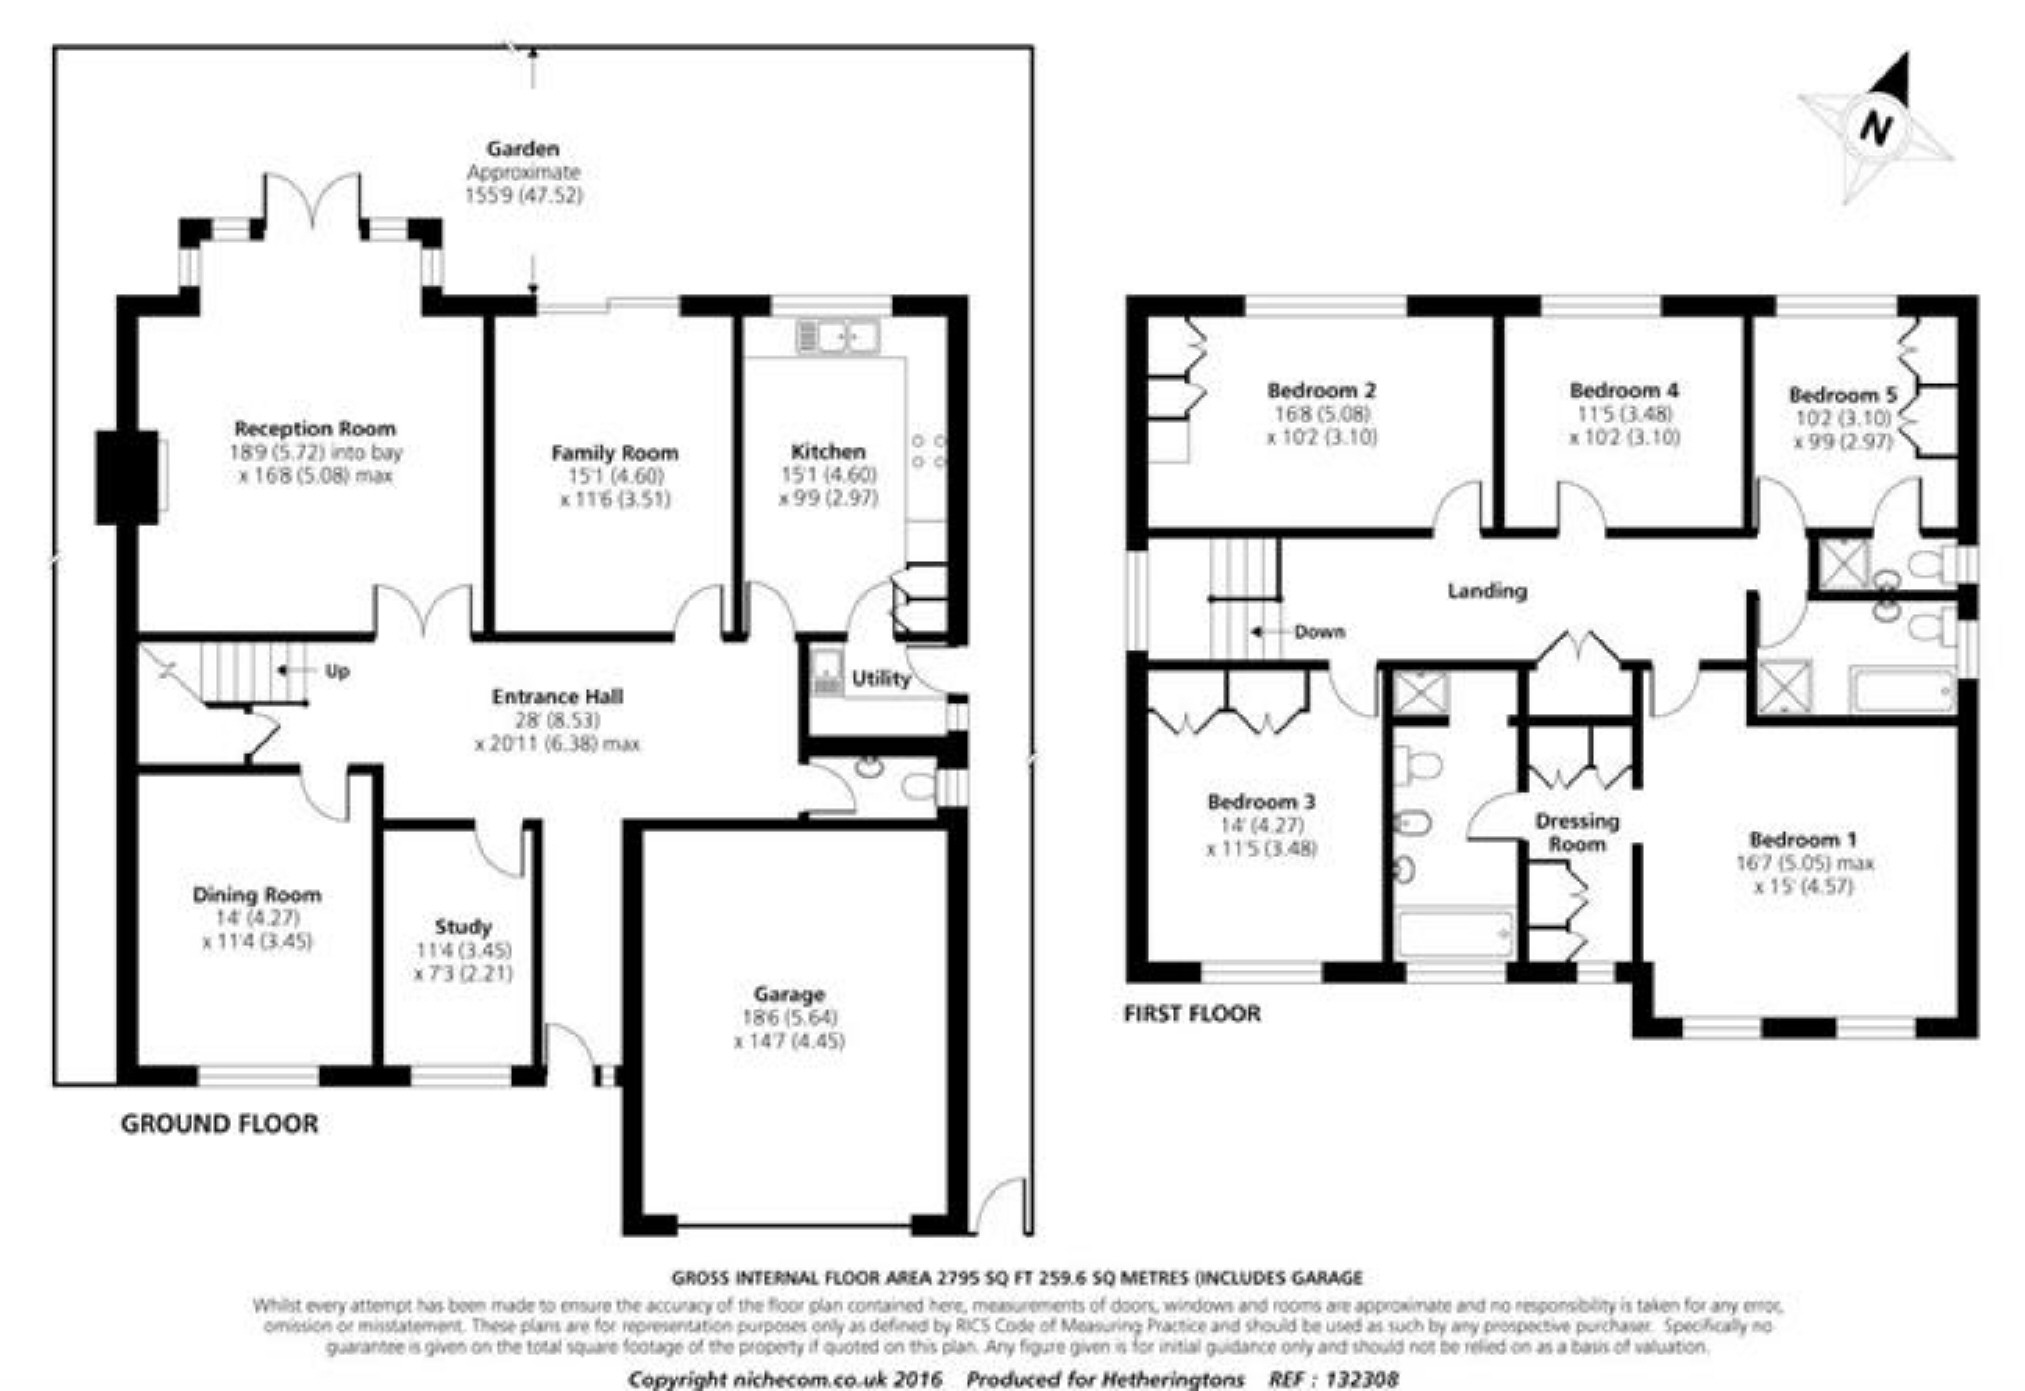 Garden
Approximate
155'9 (47.52)
N
Reception Room
18'9 (5.72) into bay
x 16'8 (5.08) max
Family Room
15'1 (4.60)
x 11'6 (3.51)
Kitchen
15'1 (4.60)
x 9'9 (2.97)
Up
Entrance Hall
28' (8.53)
x 20'11 (6.38) max
Utility
Dining Room
14' (4.27)
x 11'4 (3.45)
Study
11'4 (3.45)
x 7'3 (2.21)
Garage
18'6 (5.64)
x 14'7 (4.45)
GROUND FLOOR
Bedroom 2
16'8 (5.08)
x 10'2 (3.10)
Bedroom 4
11'5 (3.48)
x 10'2 (3.10)
Bedroom 5
10'2 (3.10)
x 9'9 (2.97)
Landing
Down
Bedroom 3
14' (4.27)
x 11'5 (3.48)
Dressing
Room
Bedroom 1
16'7 (5.05) max
x 15' (4.57)
FIRST FLOOR
GROSS INTERNAL FLOOR AREA 2795 SQ FT 259.6 SQ METRES (INCLUDES GARAGE
Whilst every attempt has been made to ensure the accuracy of the floor plan contained here, measurements of doors, windows and rooms are approximate and no responsibility is taken for any error,
omission or misstatement. These plans are for representation purposes only as defined by RICS Code of Measuring Practice and should be used as such by any prospective purchaser. Specifically no
guarantee is given on the total square footage of the property if quoted on this plan. Any figure given is for initial guidance only and should not be relied on as a basis of valuation.
Copyright nichecom.co.uk 2016 Produced for Hetheringtons REF : 132308